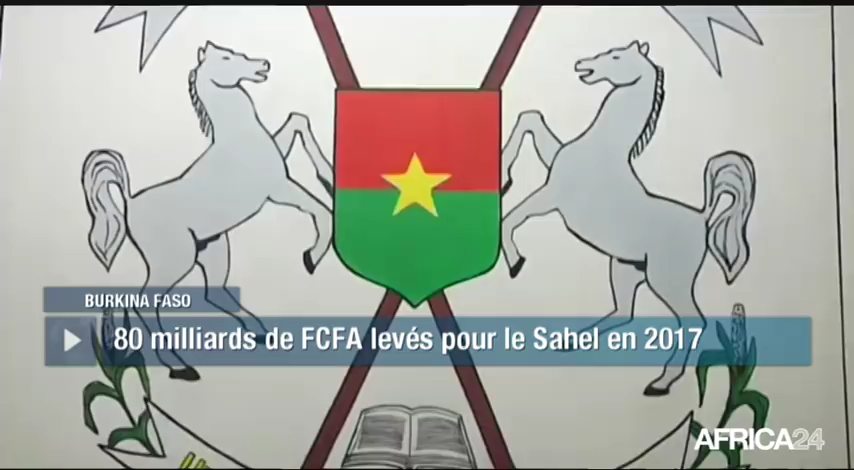 BURKINA FASO
80 milliards de FCFA levés pour le Sahel en 2017
AFRICA24